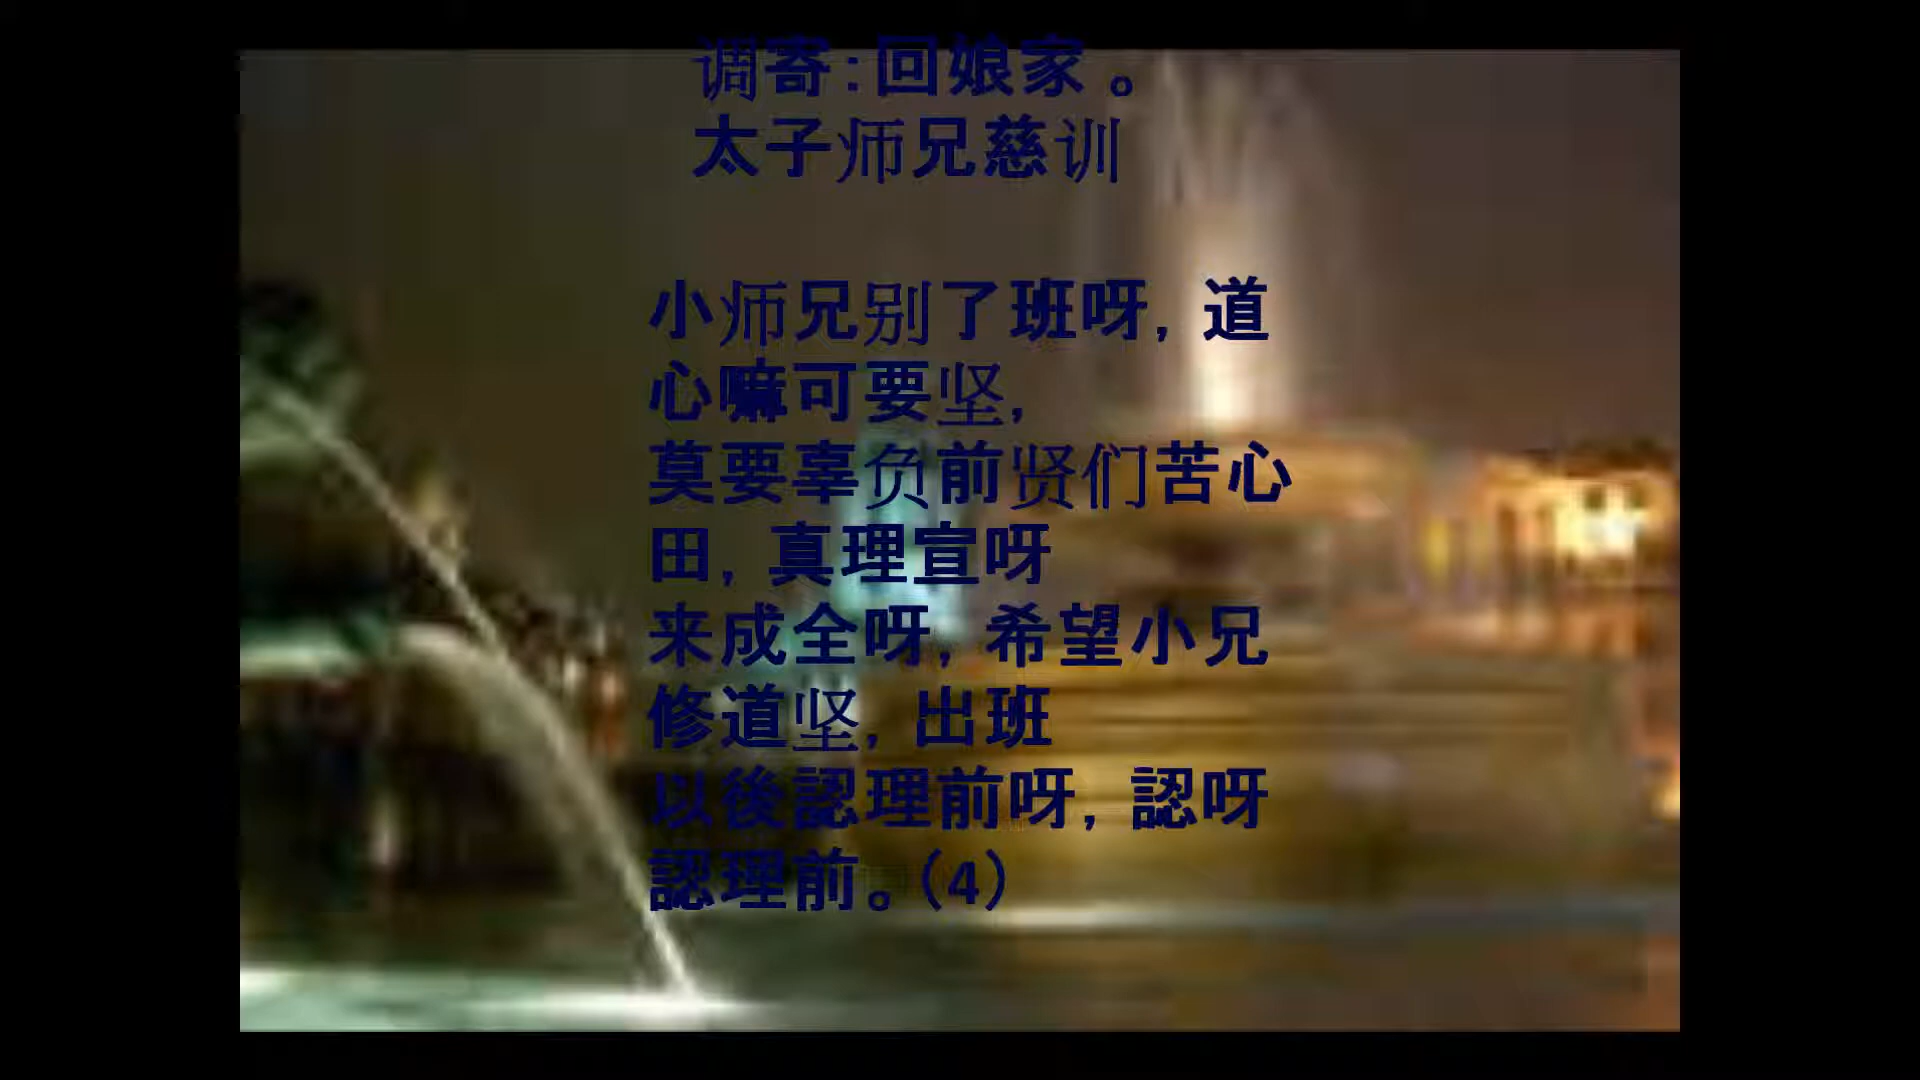 调寄:回娘家。
太子师兄慈训
小师兄别了班呀,道
心嘛可要坚,
莫要辜负前贤们苦心
田,真理宣呀
来成全呀,希望小兄
修道坚,出班
以後認理前呀,認呀
認理前。(4)